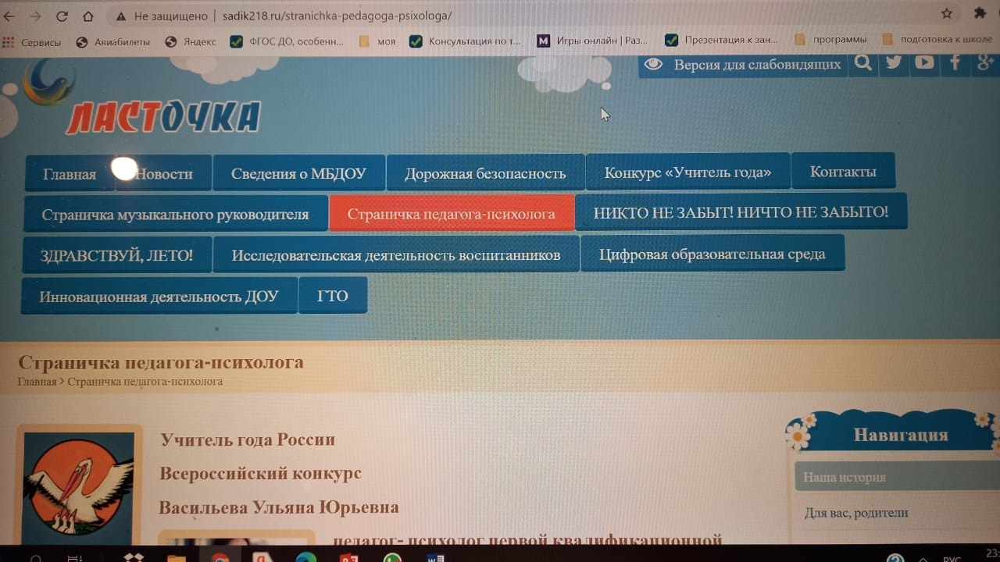 Не защищено | sadik218.ru/stranichka-pedagoga-psixologa/
Сервисы Авиабилеты Яндекс ФГОС ДО, особенн... моя Консультация по т... Игры онлайн | Раз... Презентация к зан... программы подготовка к школе
Версия для слабовидящих
ЛАСТОЧКА
Главная Новости Сведения о МБДОУ Дорожная безопасность Конкурс «Учитель года» Контакты
Страничка музыкального руководителя Страничка педагога-психолога НИКТО НЕ ЗАБЫТ! НИЧТО НЕ ЗАБЫТО!
ЗДРАВСТВУЙ, ЛЕТО! Исследовательская деятельность воспитанников Цифровая образовательная среда
Инновационная деятельность ДОУ ГТО
Страничка педагога-психолога
Главная > Страничка педагога-психолога
Учитель года России
Всероссийский конкурс
Васильева Ульяна Юрьевна
педагог- психолог первой квалификационной
Навигация
Наша история
Для вас, родители
РУС